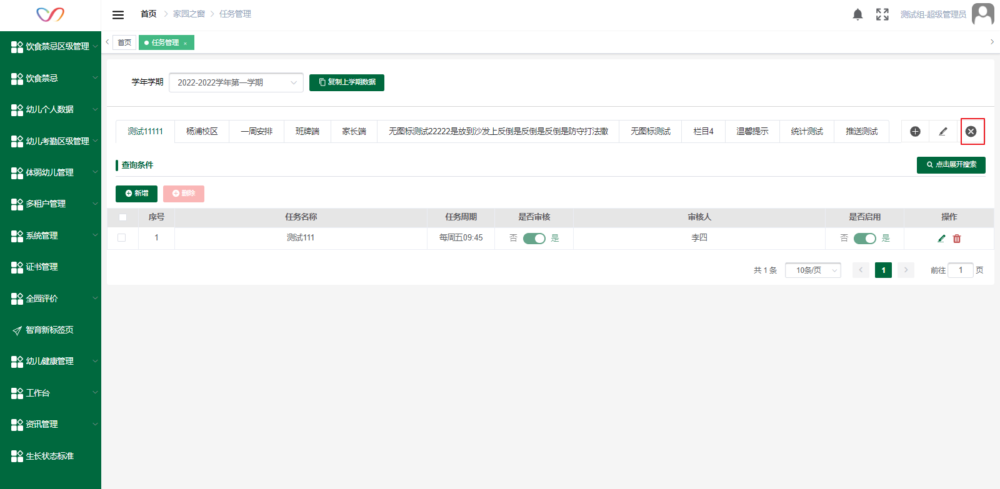 首页 家园之窗 任务管理
测试组-超级管理员
首页 任务管理 ×
饮食禁忌区级管理
饮食禁忌
幼儿个人数据
幼儿考勤区级管理
体弱幼儿管理
多租户管理
系统管理
证书管理
全园评价
智育新标签页
幼儿健康管理
工作台
资讯管理
生长状态标准
学年学期 2022-2022学年第一学期 复制上学期数据
测试11111 杨浦校区 一周安排 班牌端 家长端 无图标测试22222是放到沙发上反倒是反倒是反倒是防守打法撒 无图标测试 栏目4 温馨提示 统计测试 推送测试
查询条件 点击展开搜索
新增 删除
序号 任务名称 任务周期 是否审核 审核人 是否启用 操作
1 测试111 每周五09:45 否 是 李四 否 是
共 1 条 10条/页 1 前往 1 页